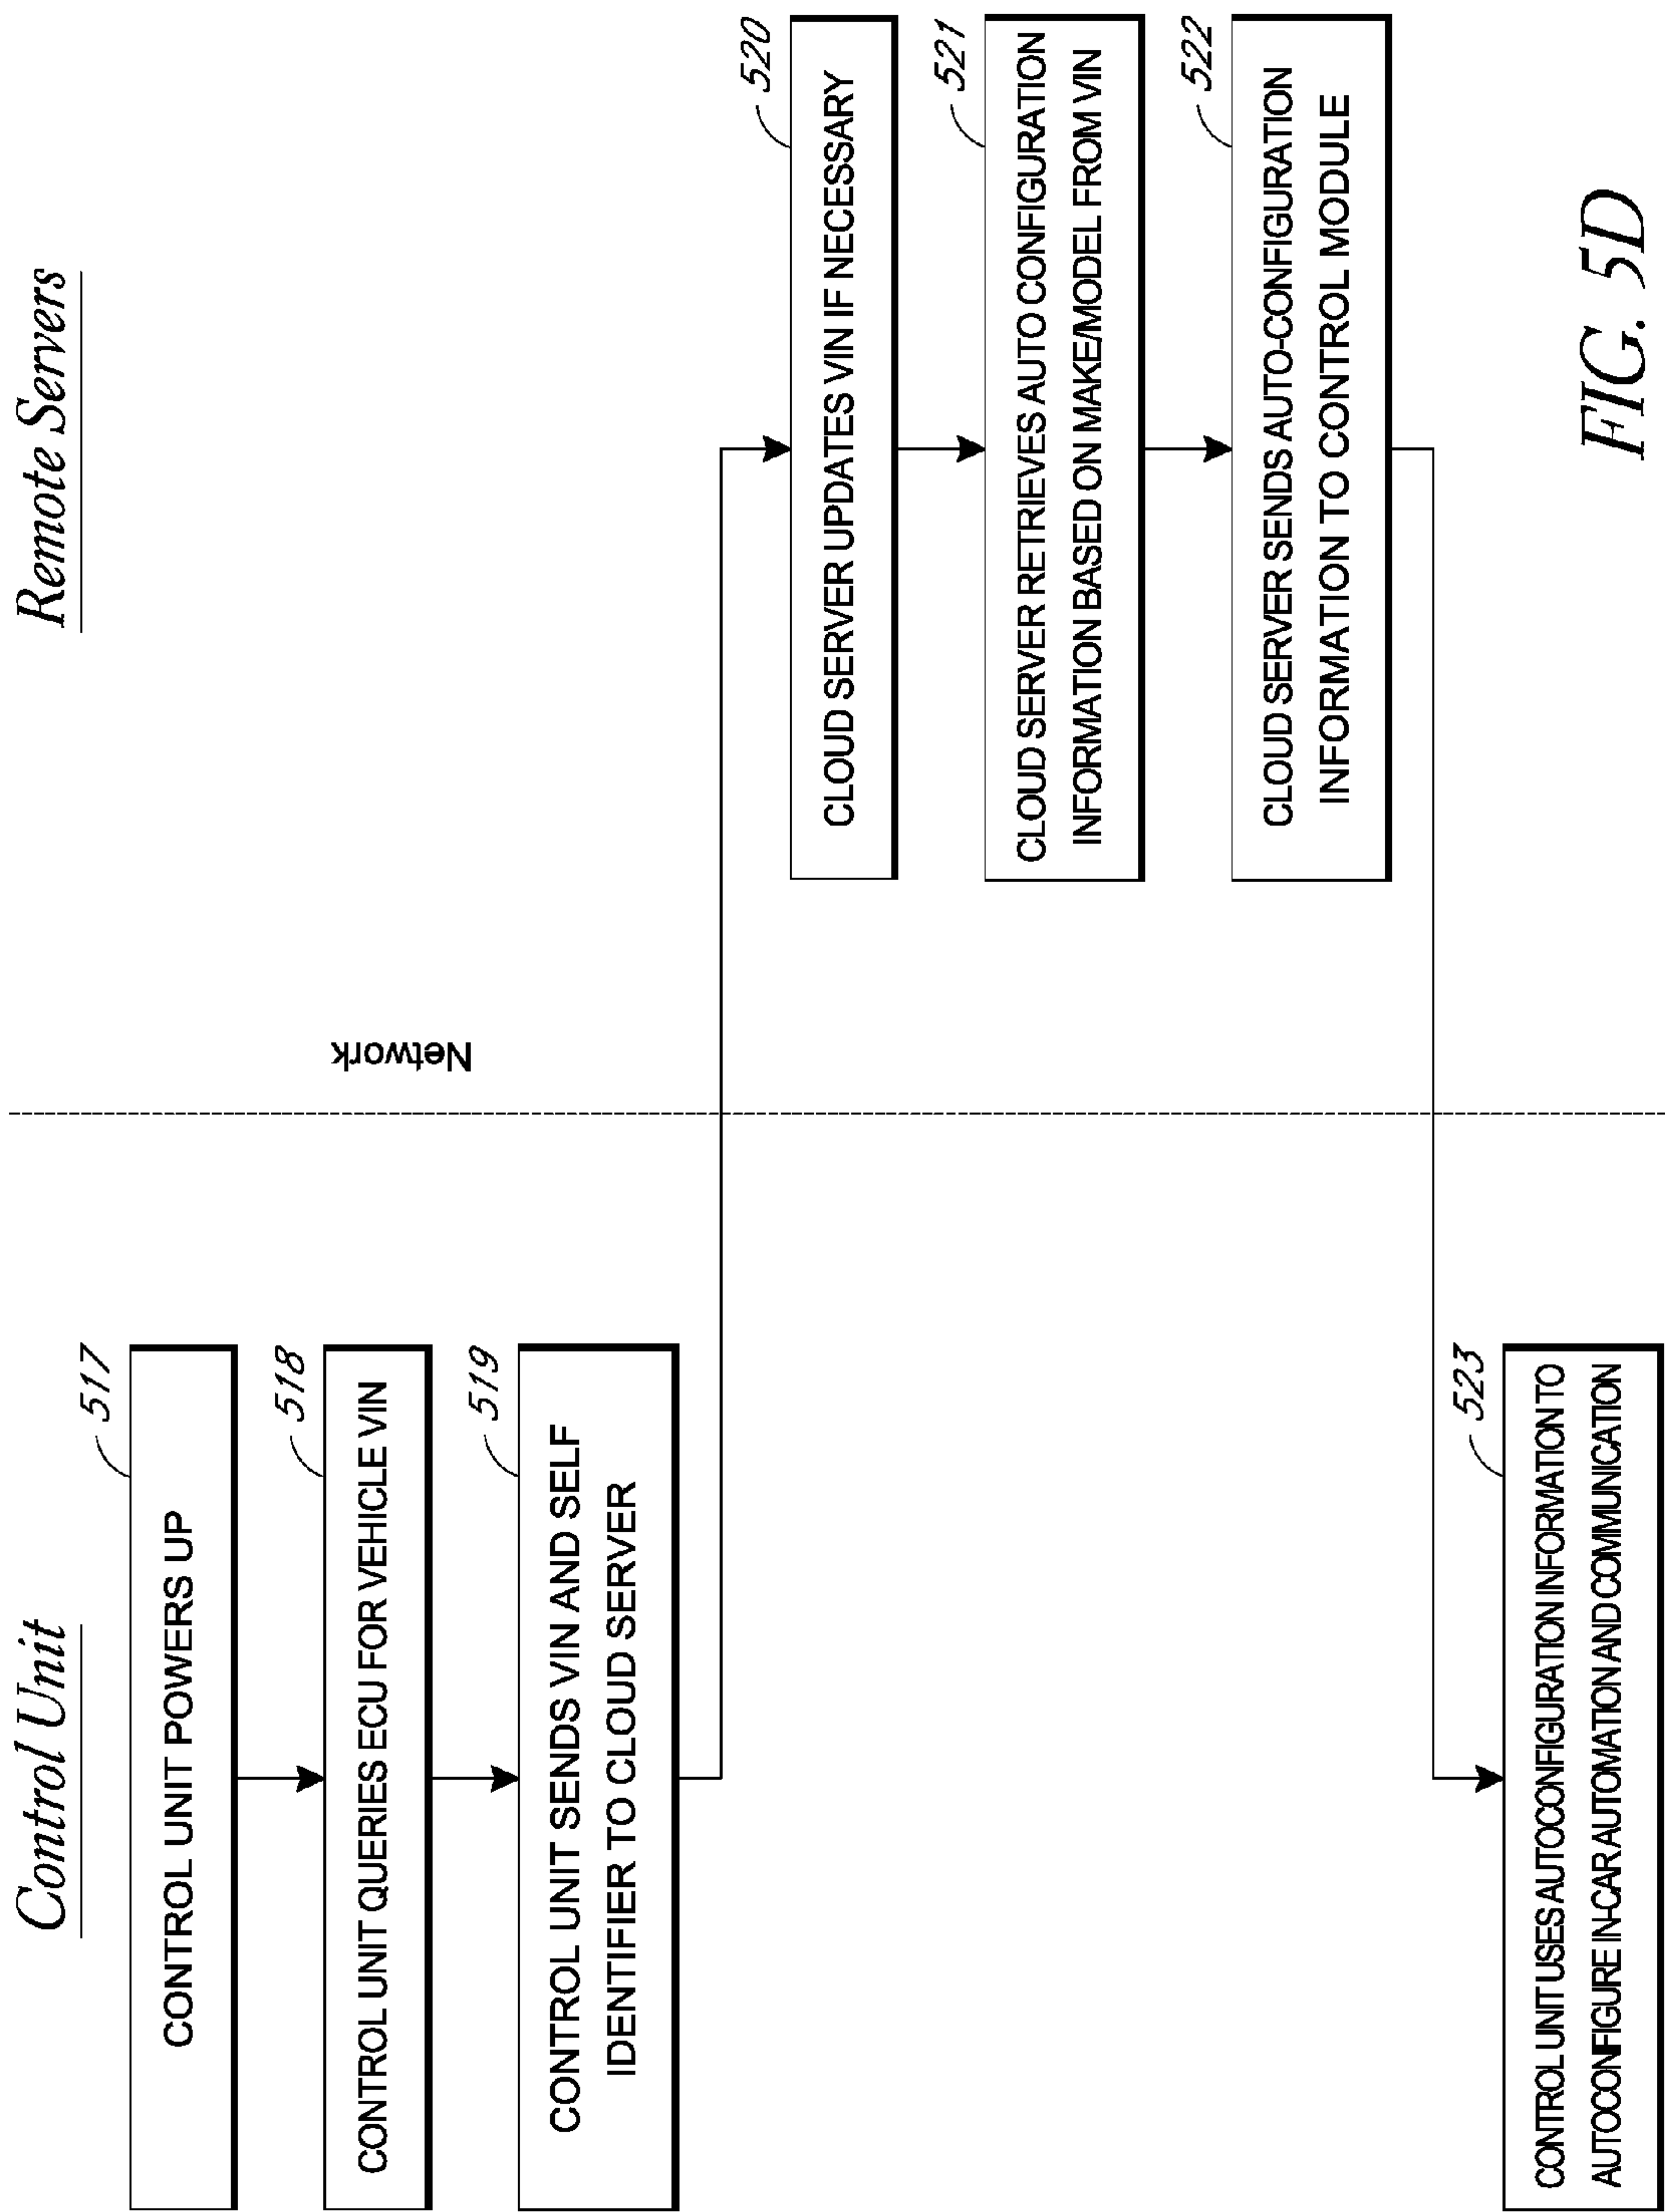 Control Unit
Remote Servers
Network
517
CONTROL UNIT POWERS UP
518
CONTROL UNIT QUERIES ECU FOR VEHICLE VIN
519
CONTROL UNIT SENDS VIN AND SELF
IDENTIFIER TO CLOUD SERVER
520
CLOUD SERVER UPDATES VIN IF NECESSARY
521
CLOUD SERVER RETRIEVES AUTO CONFIGURATION
INFORMATION BASED ON MAKE/MODEL FROM VIN
522
CLOUD SERVER SENDS AUTO-CONFIGURATION
INFORMATION TO CONTROL MODULE
523
CONTROL UNIT USES AUTOCONFIGURATION INFORMATION TO
AUTOCONFIGURE IN-CAR AUTOMATION AND COMMUNICATION
FIG. 5D